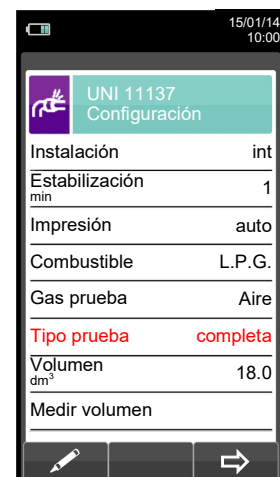 15/01/14
10:00
UNI 11137
Configuración
Instalación int
Estabilización 1
min
Impresión auto
Combustible L.P.G.
Gas prueba Aire
Tipo prueba completa
Volumen 18.0
dm³
Medir volumen